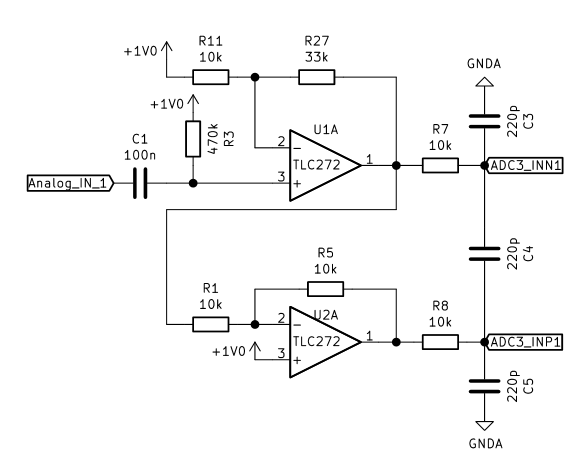 R11
10k
R27
33k
+1V0
GNDA
+1V0
470k
R3
220p
C3
C1
100n
U1A
R7
10k
2
−
TLC272
1
3
+
Analog_IN_1
ADC3_INN1
220p
C4
R5
10k
R1
10k
U2A
R8
10k
2
−
TLC272
1
+1V0
3
+
ADC3_INP1
220p
C5
GNDA